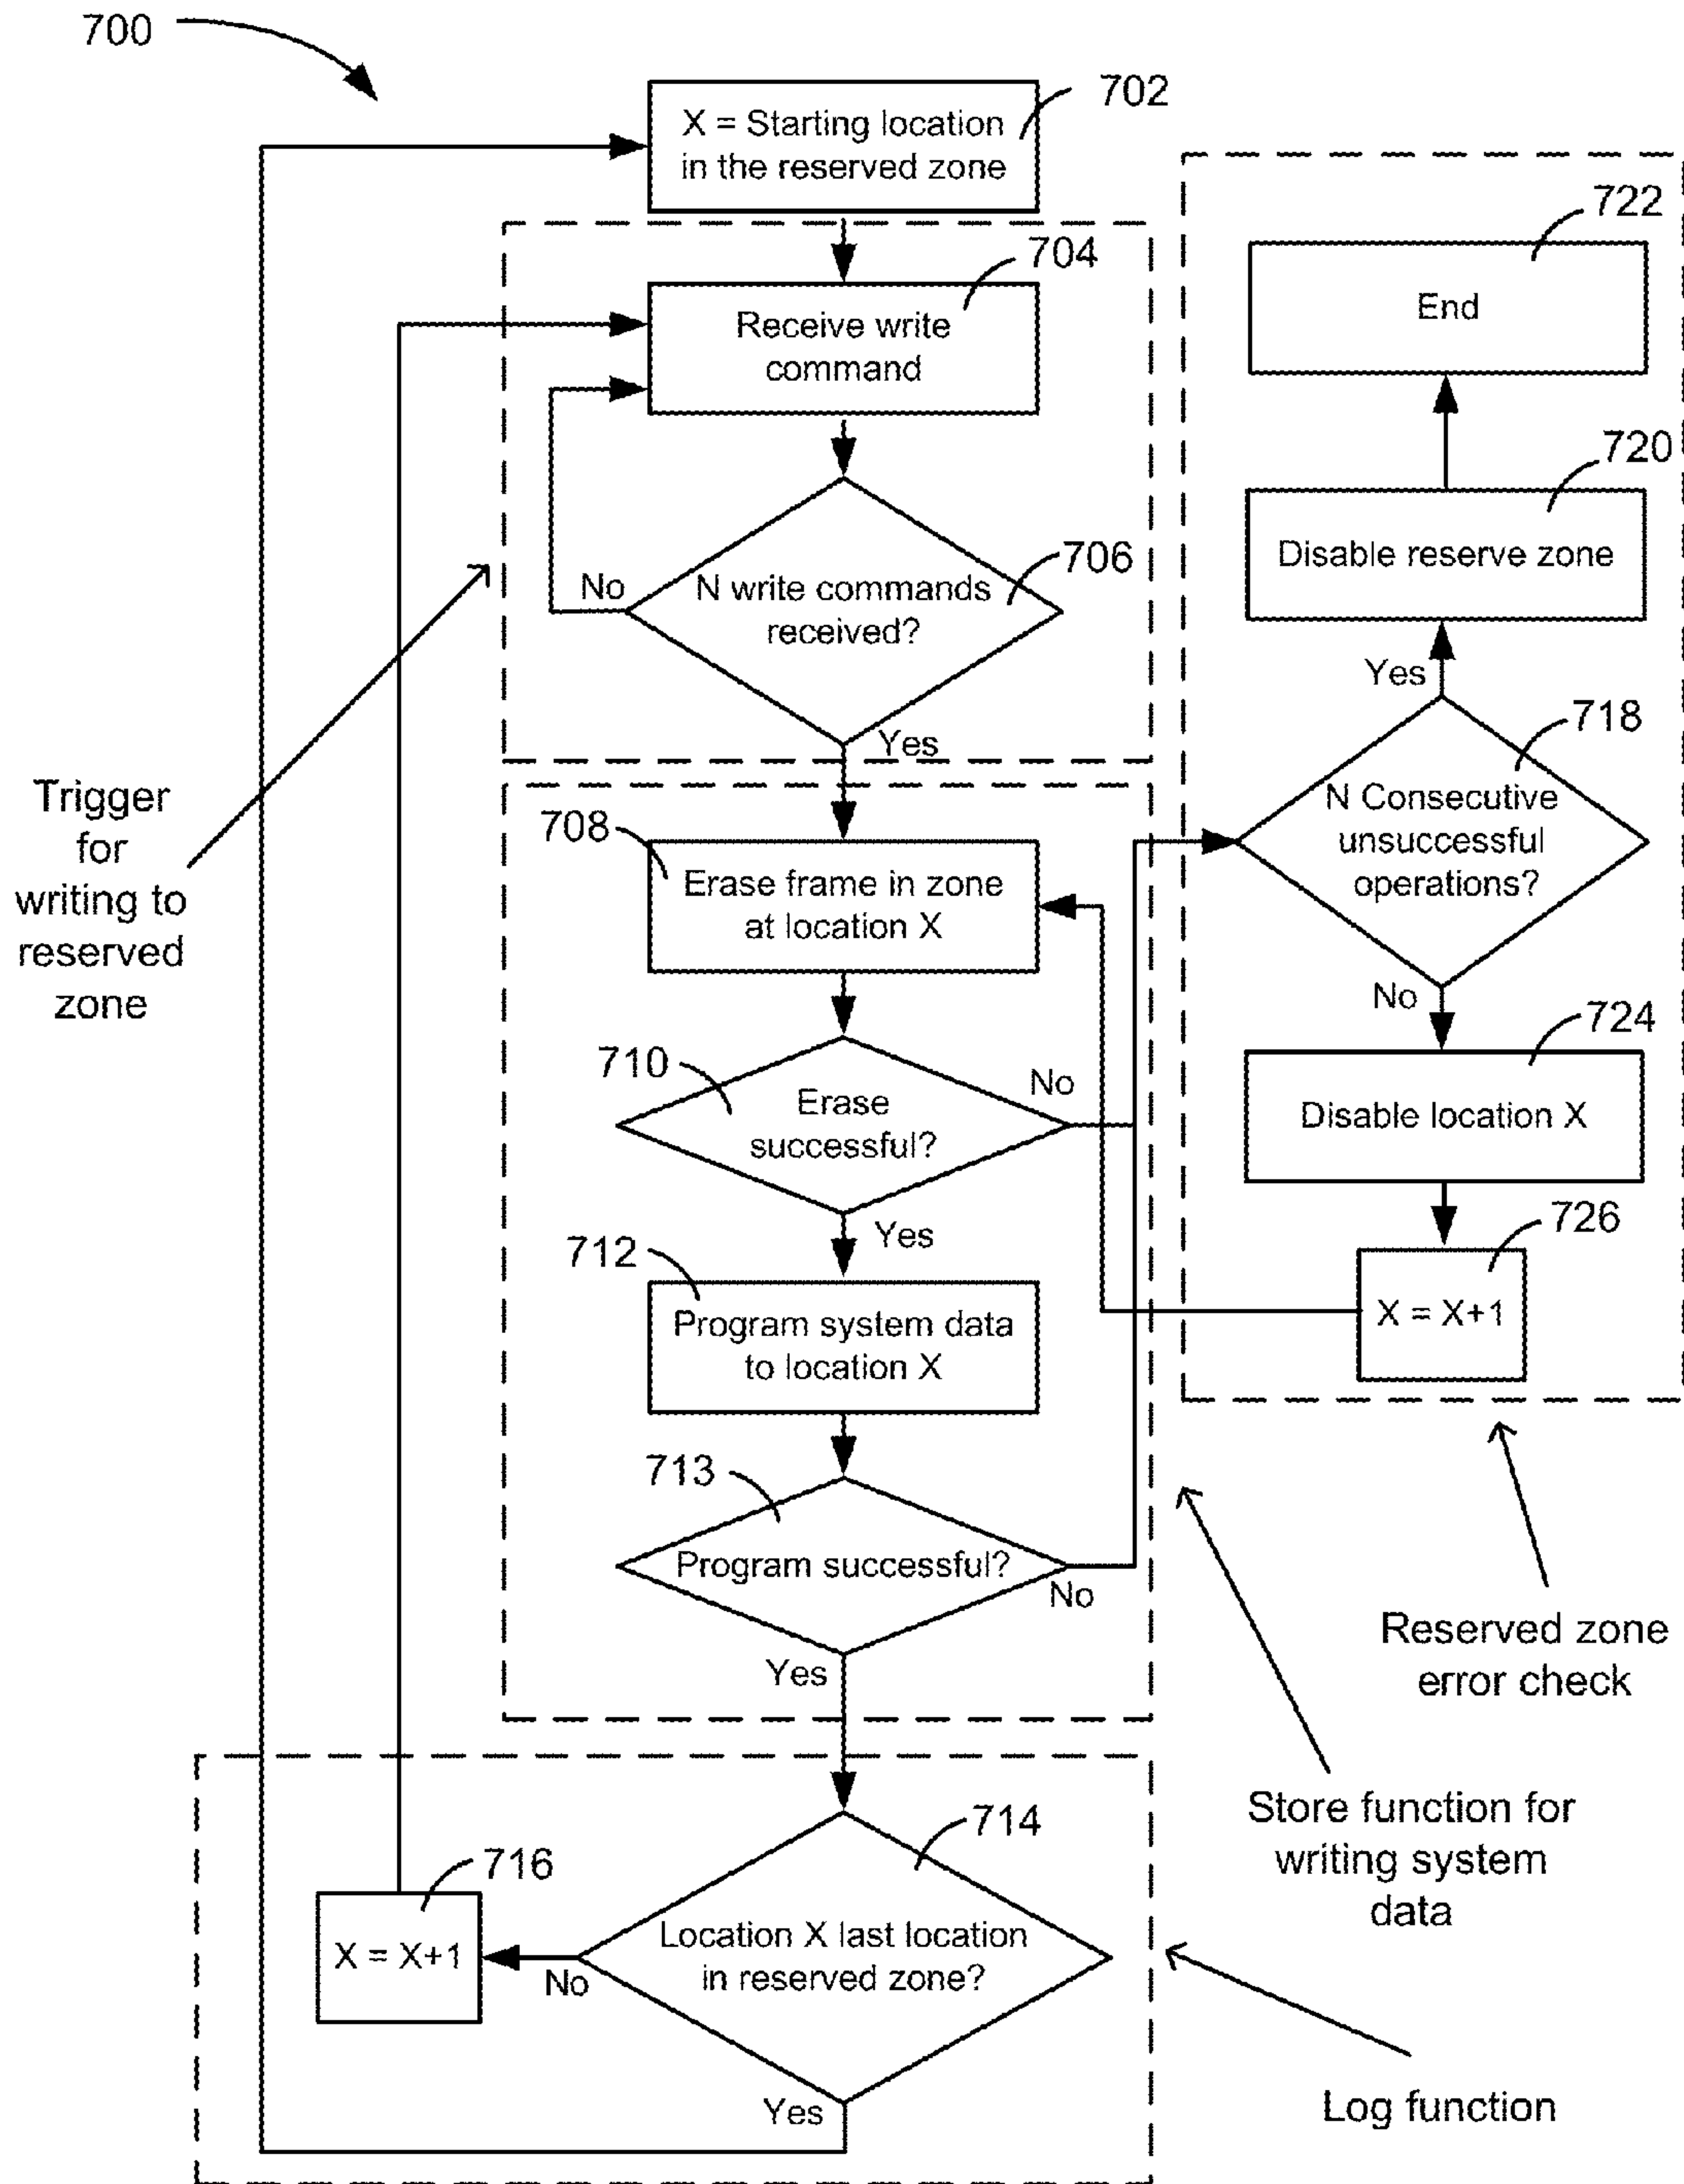 700
702
X = Starting location
in the reserved zone
704
Receive write
command
706
N write commands
received?
No
Yes
Trigger
for
writing to
reserved
zone
708
Erase frame in zone
at location X
710
Erase
successful?
No
Yes
712
Program system data
to location X
713
Program successful?
No
Yes
714
Location X last location
in reserved zone?
No
Yes
716
X = X+1
722
End
720
Disable reserve zone
Yes
718
N Consecutive
unsuccessful
operations?
No
724
Disable location X
726
X = X+1
Reserved zone
error check
Store function for
writing system
data
Log function